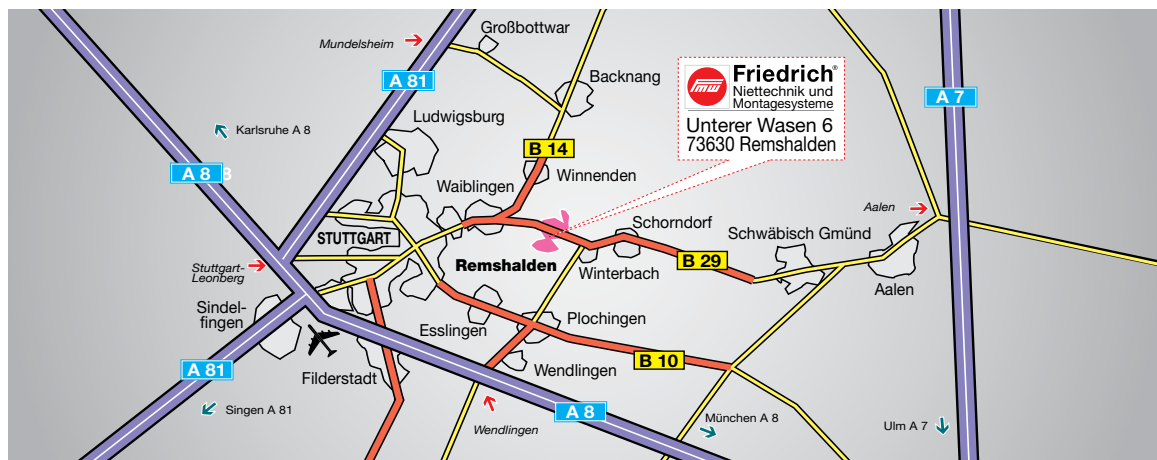 Großbottwar
Mundelsheim
A 81
Backnang
Friedrich®
Niettechnik und
Montagesysteme
Unterer Wasen 6
73630 Remshalden
A 7
Karlsruhe A 8
Ludwigsburg
B 14
A 8
Waiblingen
Winnenden
Aalen
STUTTGART
Schorndorf
Schwäbisch Gmünd
Stuttgart-
Leonberg
Remshalden
Winterbach
B 29
Aalen
Sindel-
fingen
Esslingen
Plochingen
A 81
Filderstadt
Wendlingen
B 10
Singen A 81
A 8
Wendlingen
München A 8
Ulm A 7